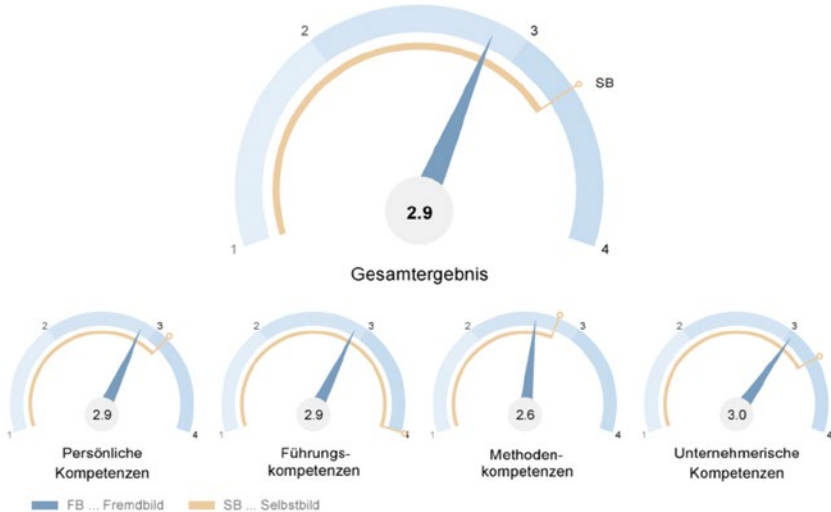 2
3
SB
2.9
1
4
Gesamtergebnis
2
3
2.9
1
4
Persönliche
Kompetenzen
2
3
2.9
1
4
Führungs-
kompetenzen
2
3
2.6
1
4
Methoden-
kompetenzen
2
3
3.0
1
4
Unternehmerische
Kompetenzen
FB ... Fremdbild
SB ... Selbstbild